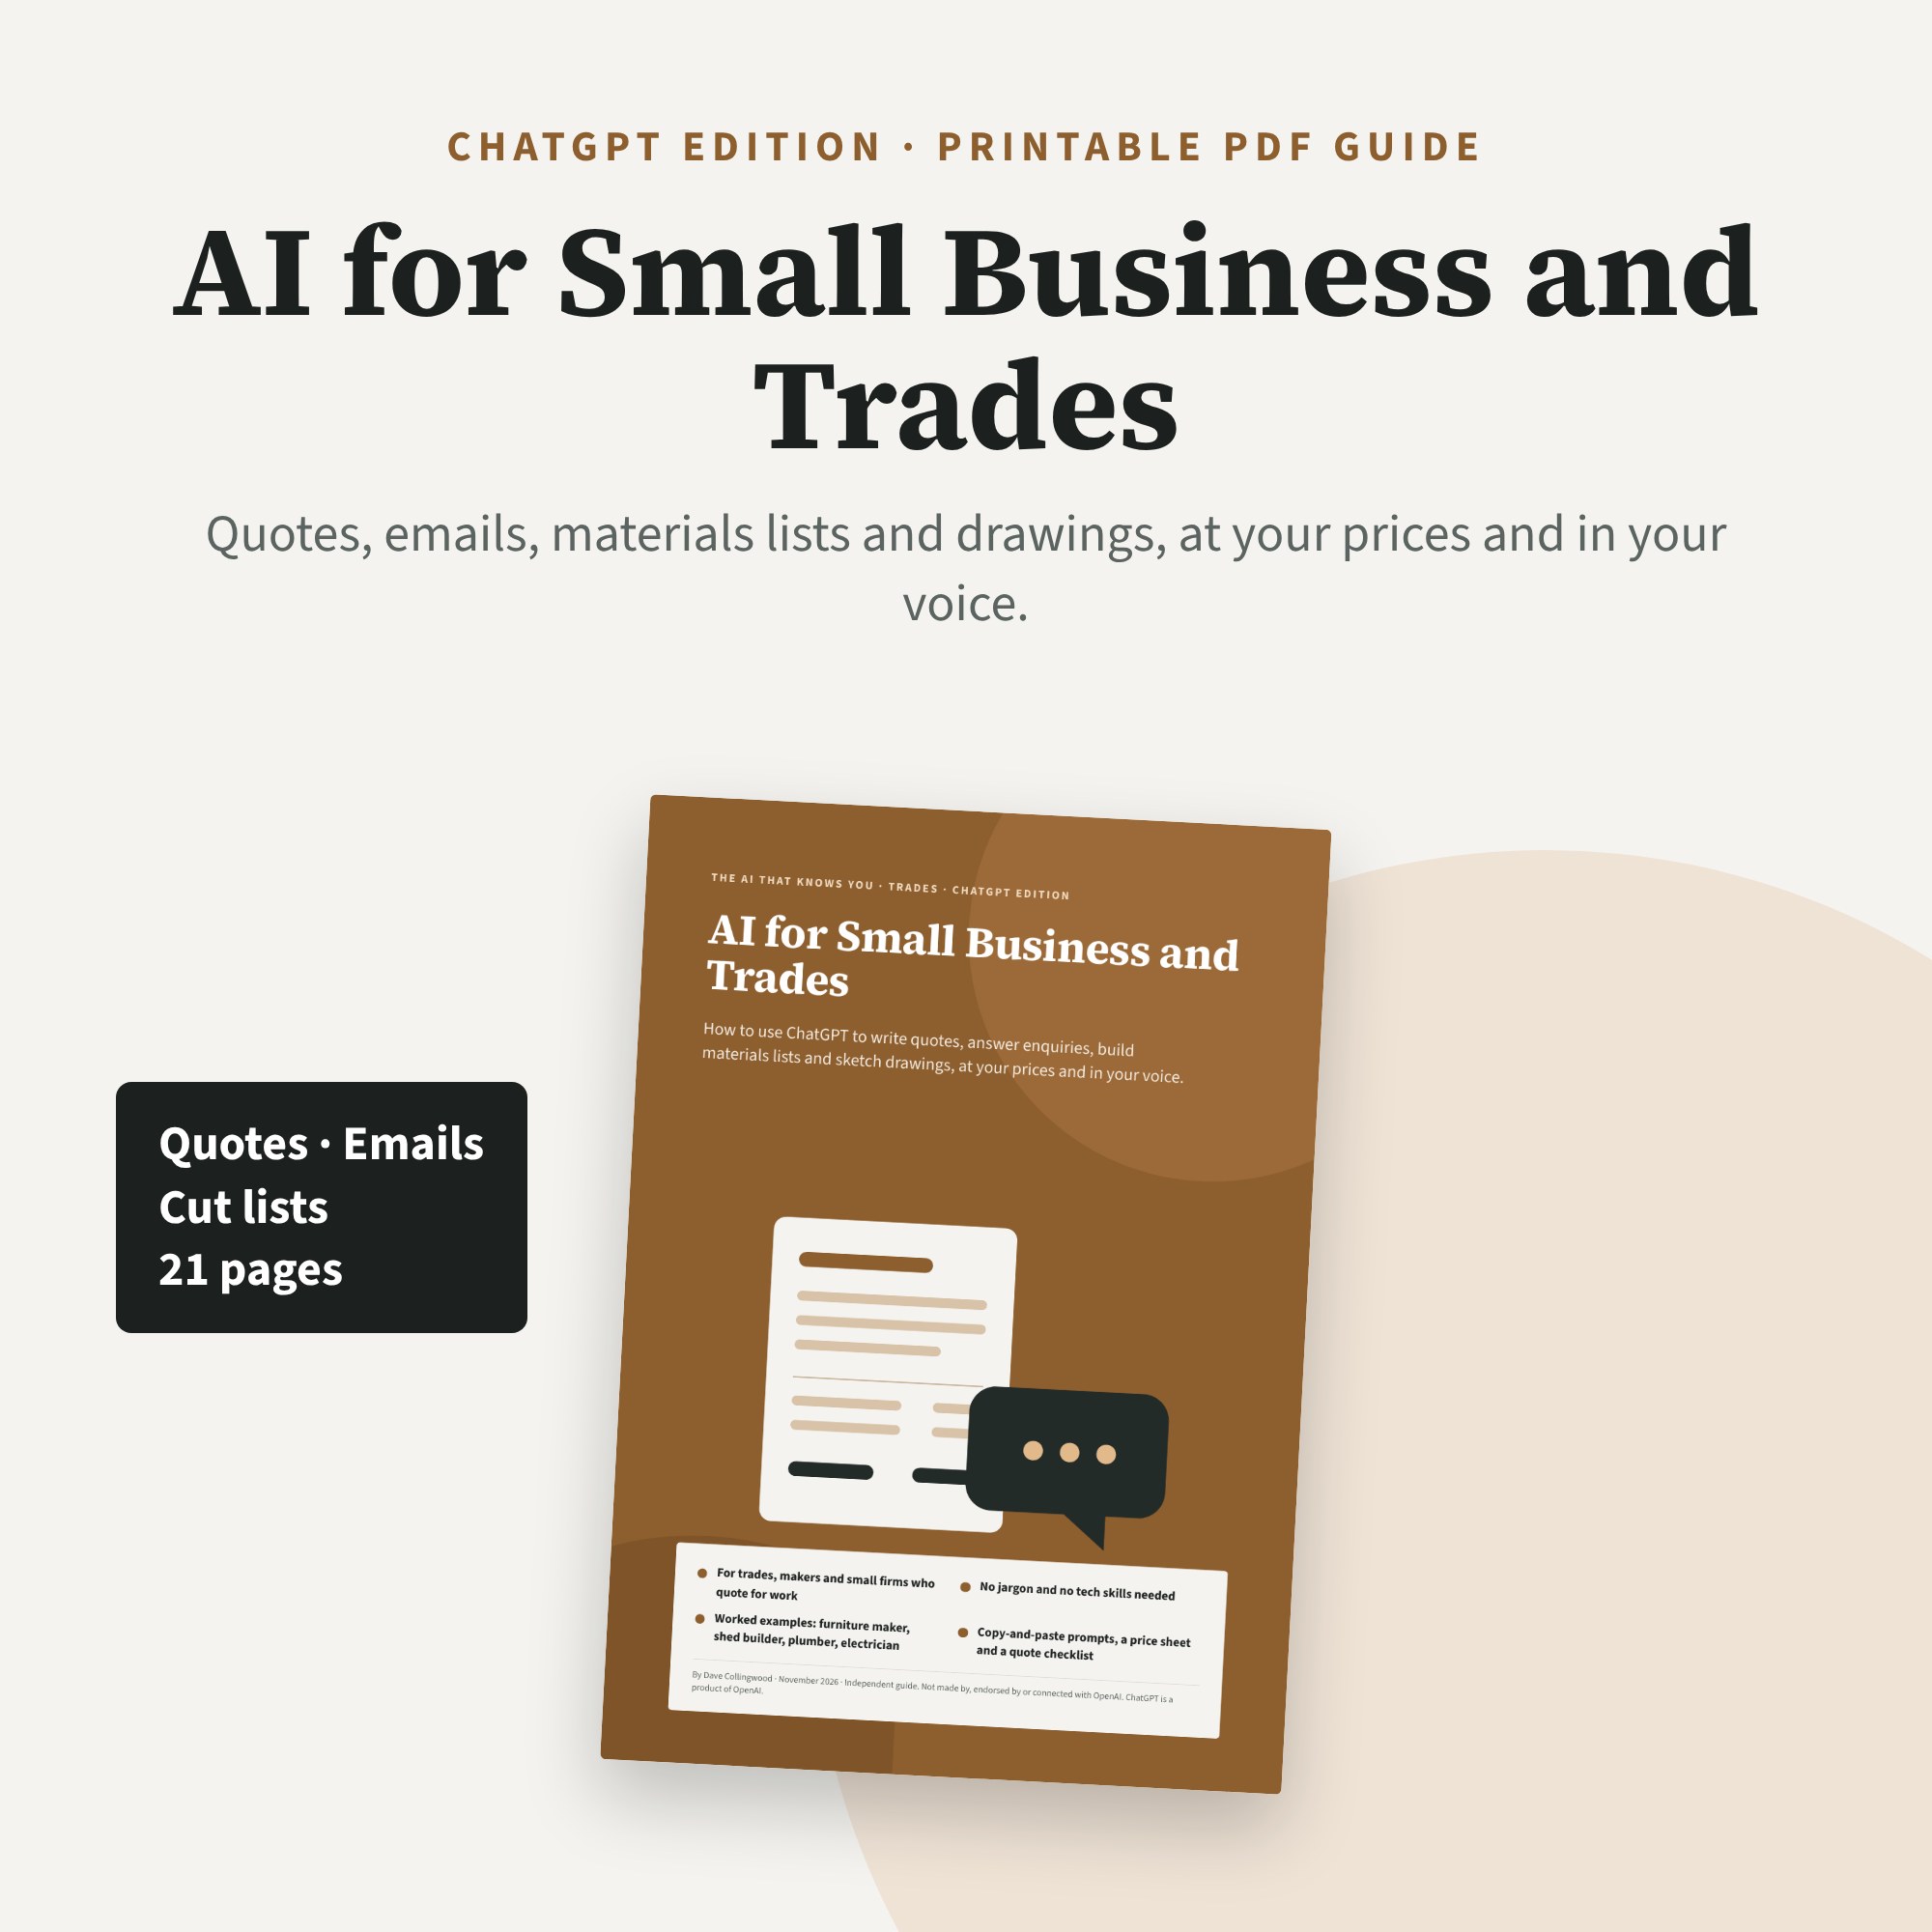 CHATGPT EDITION · PRINTABLE PDF GUIDE
AI for Small Business and
Trades
Quotes, emails, materials lists and drawings, at your prices and in your
voice.
THE AI THAT KNOWS YOU · TRADES · CHATGPT EDITION
AI for Small Business and
Trades
How to use ChatGPT to write quotes, answer enquiries, build
materials lists and sketch drawings, at your prices and in your voice.
Quotes · Emails
Cut lists
21 pages
For trades, makers and small firms who
quote for work
No jargon and no tech skills needed
Worked examples: furniture maker,
shed builder, plumber, electrician
Copy-and-paste prompts, a price sheet
and a quote checklist
By Dave Collingwood · November 2026 · Independent guide. Not made by, endorsed by or connected with OpenAI. ChatGPT is a
product of OpenAI.